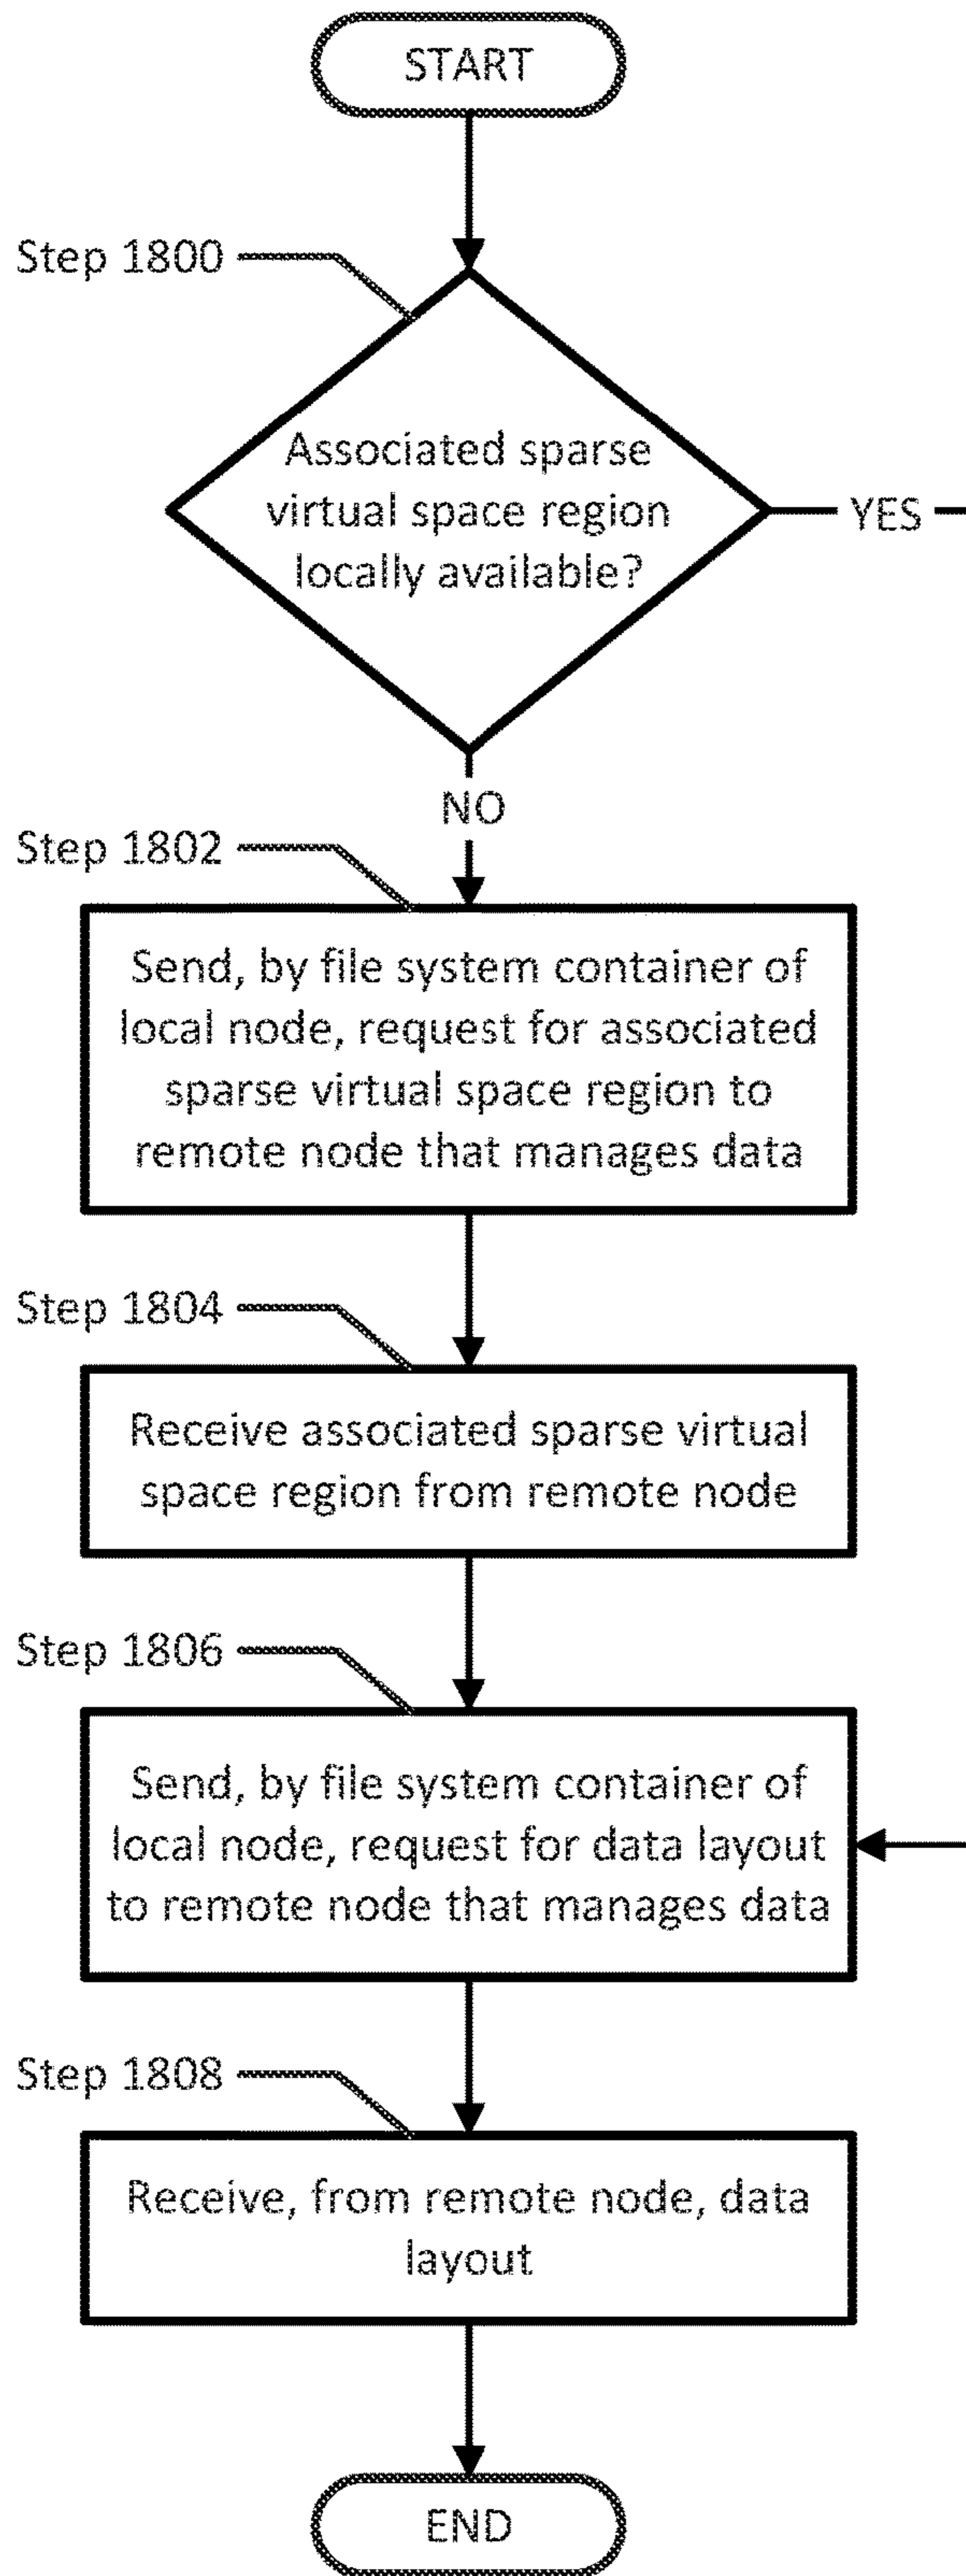 START
Step 1800
Associated sparse
virtual space region
locally available?
YES
NO
Step 1802
Send, by file system container of
local node, request for associated
sparse virtual space region to
remote node that manages data
Step 1804
Receive associated sparse virtual
space region from remote node
Step 1806
Send, by file system container of
local node, request for data layout
to remote node that manages data
Step 1808
Receive, from remote node, data
layout
END